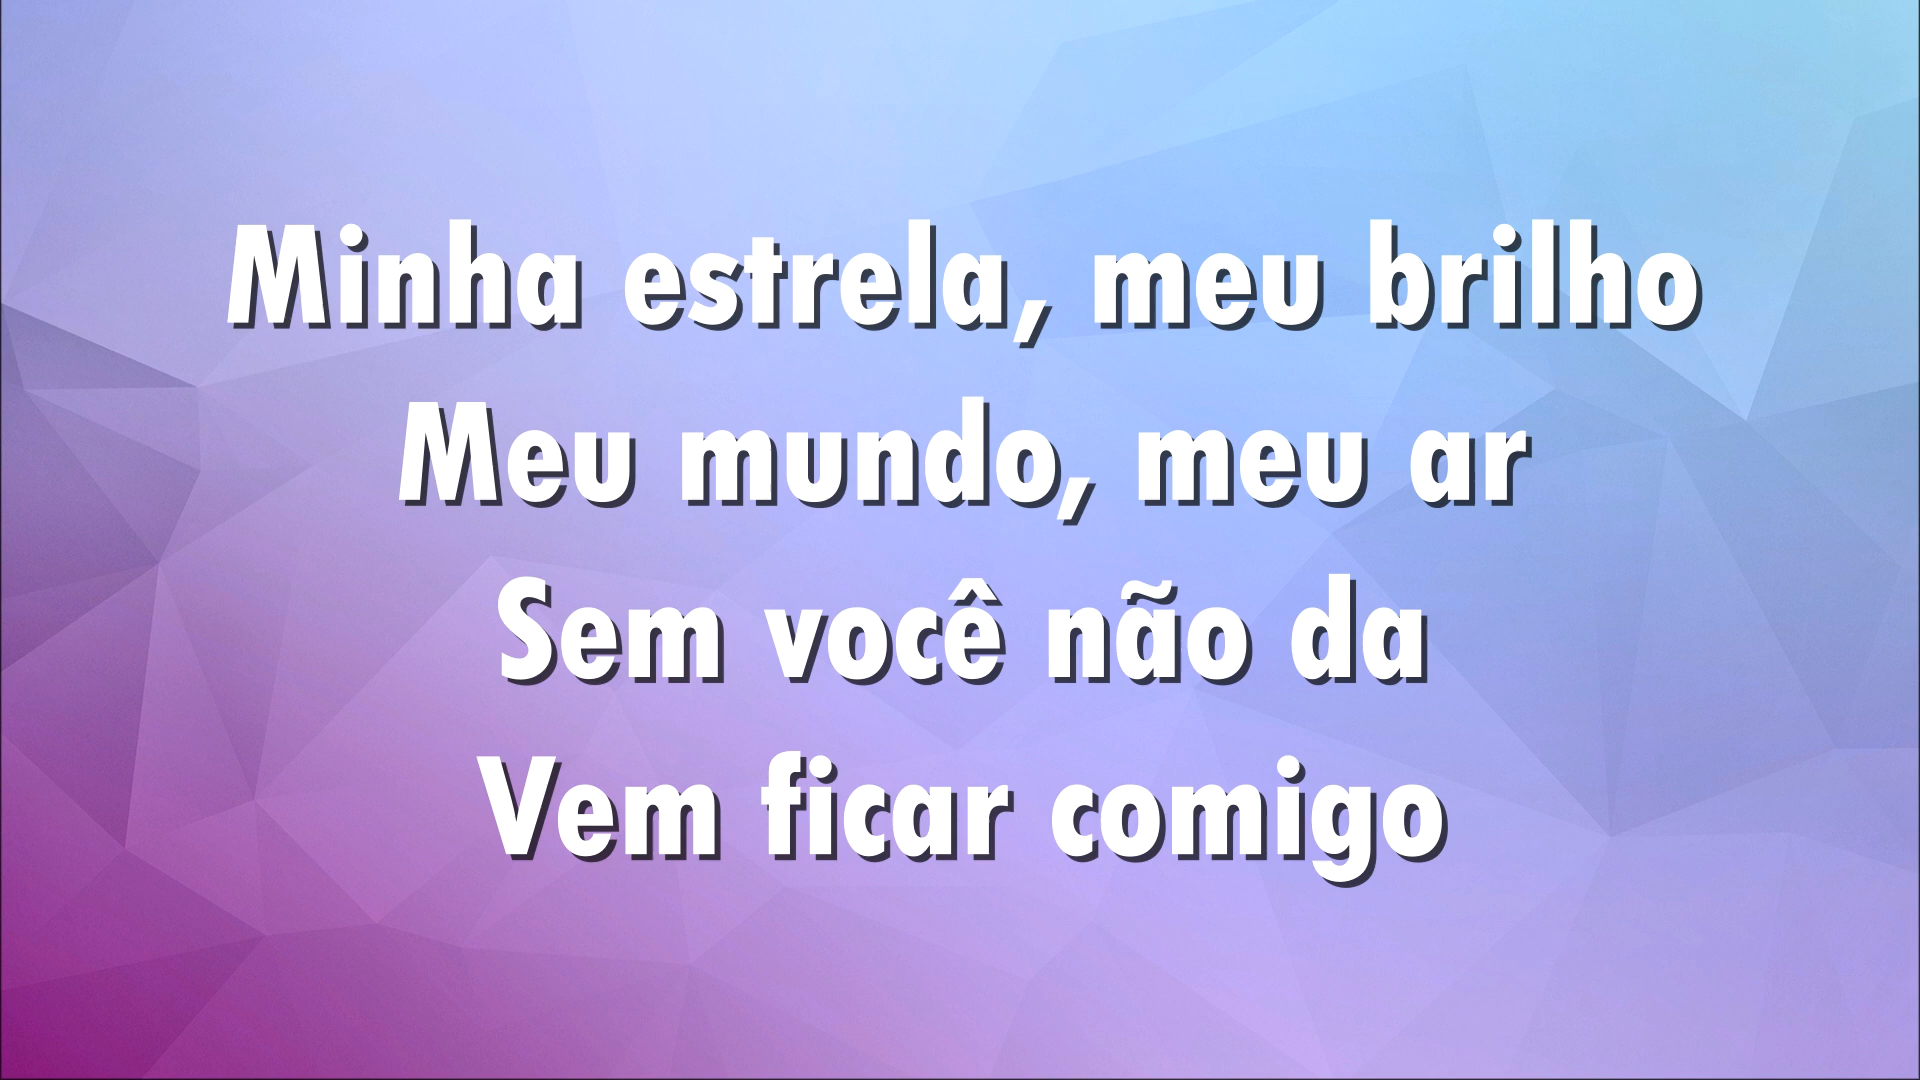 Minha estrela, meu brilho
Meu mundo, meu ar
Sem você não da
Vem ficar comigo